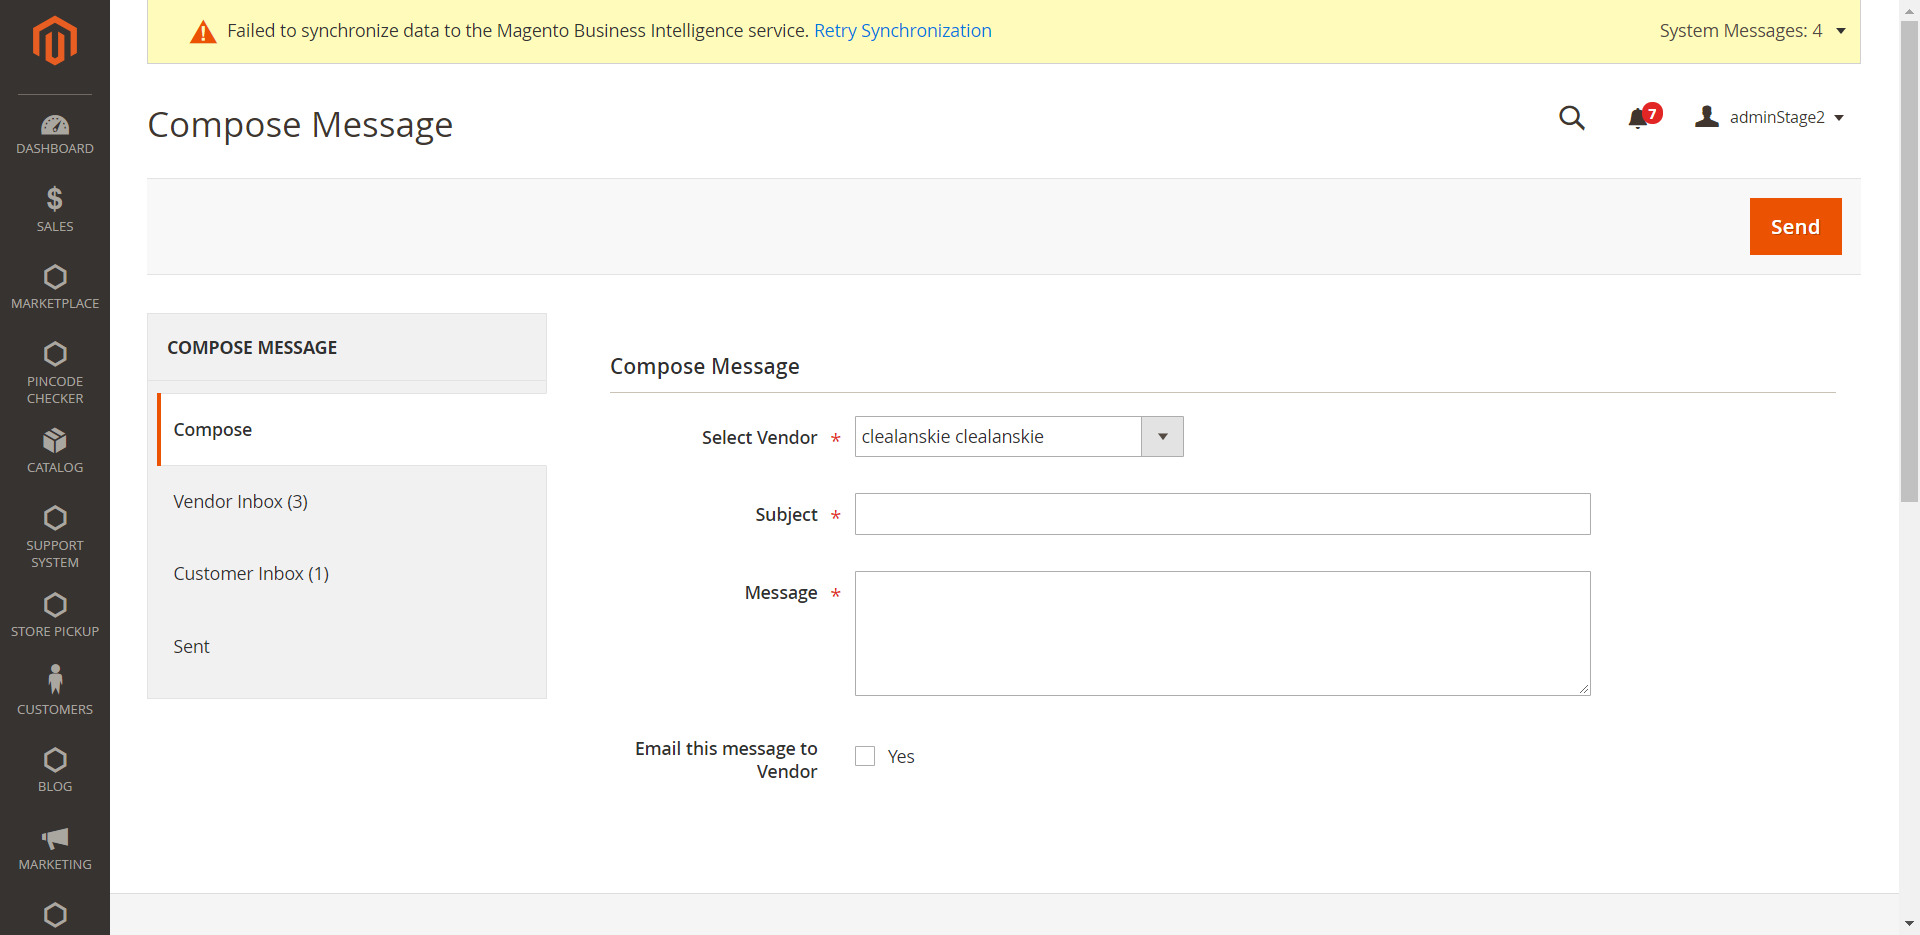 Failed to synchronize data to the Magento Business Intelligence service. Retry Synchronization
System Messages: 4
Compose Message
7
adminStage2
Send
DASHBOARD
$
SALES
MARKETPLACE
PINCODE
CHECKER
CATALOG
SUPPORT
SYSTEM
STORE PICKUP
CUSTOMERS
BLOG
MARKETING
COMPOSE MESSAGE
Compose
Vendor Inbox (3)
Customer Inbox (1)
Sent
Compose Message
Select Vendor *
clealanskie clealanskie
Subject *
Message *
Email this message to
Vendor
Yes